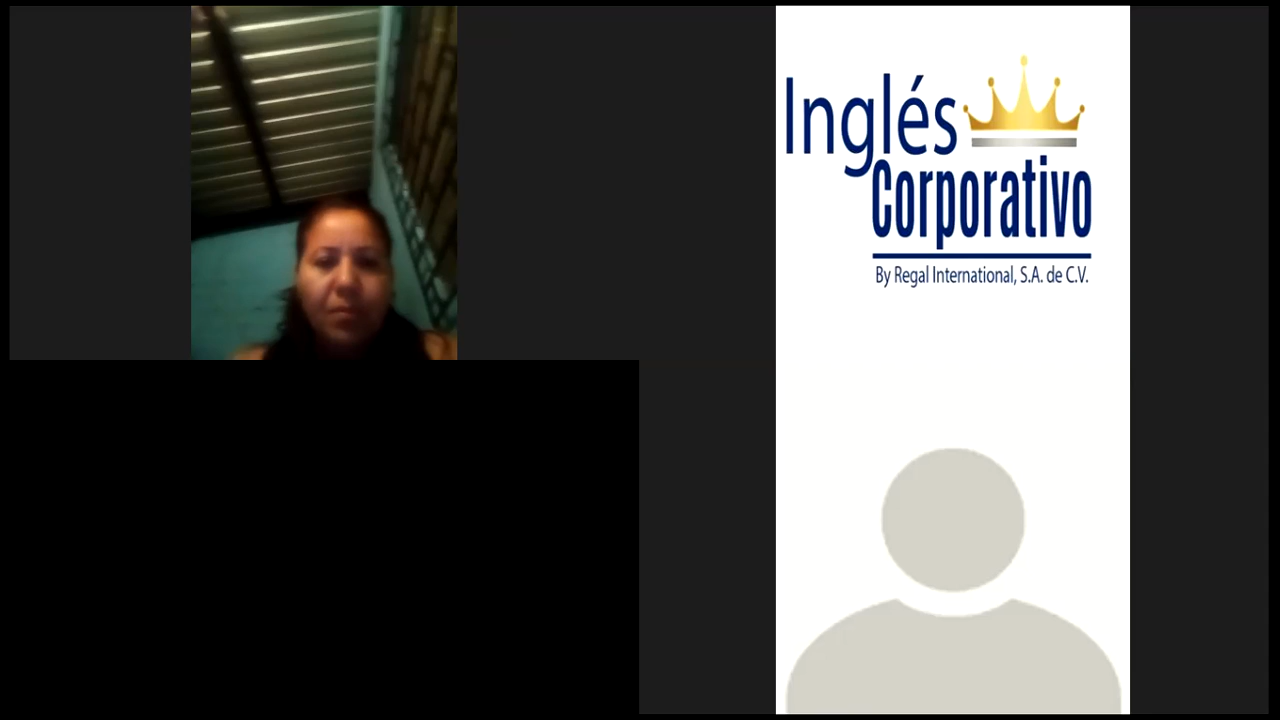 Inglés
Corporativo
By Regal International, S.A. de C.V.